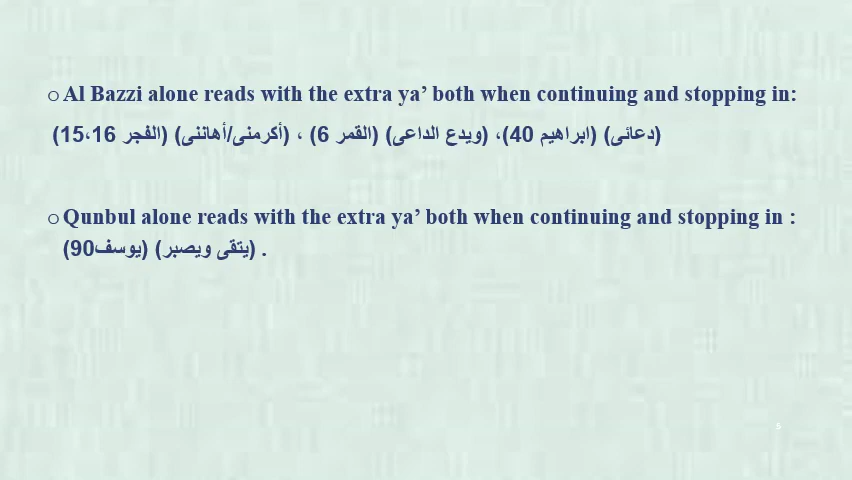 o Al Bazzi alone reads with the extra ya’ both when continuing and stopping in:
(دعائى) (ابراهيم 40)، (ويدع الداعى) (القمر 6) ، (أكرمنى/أهاننى) (الفجر 15،16)
o Qunbul alone reads with the extra ya’ both when continuing and stopping in :
(يتقى ويصبر) (يوسف90) .
5